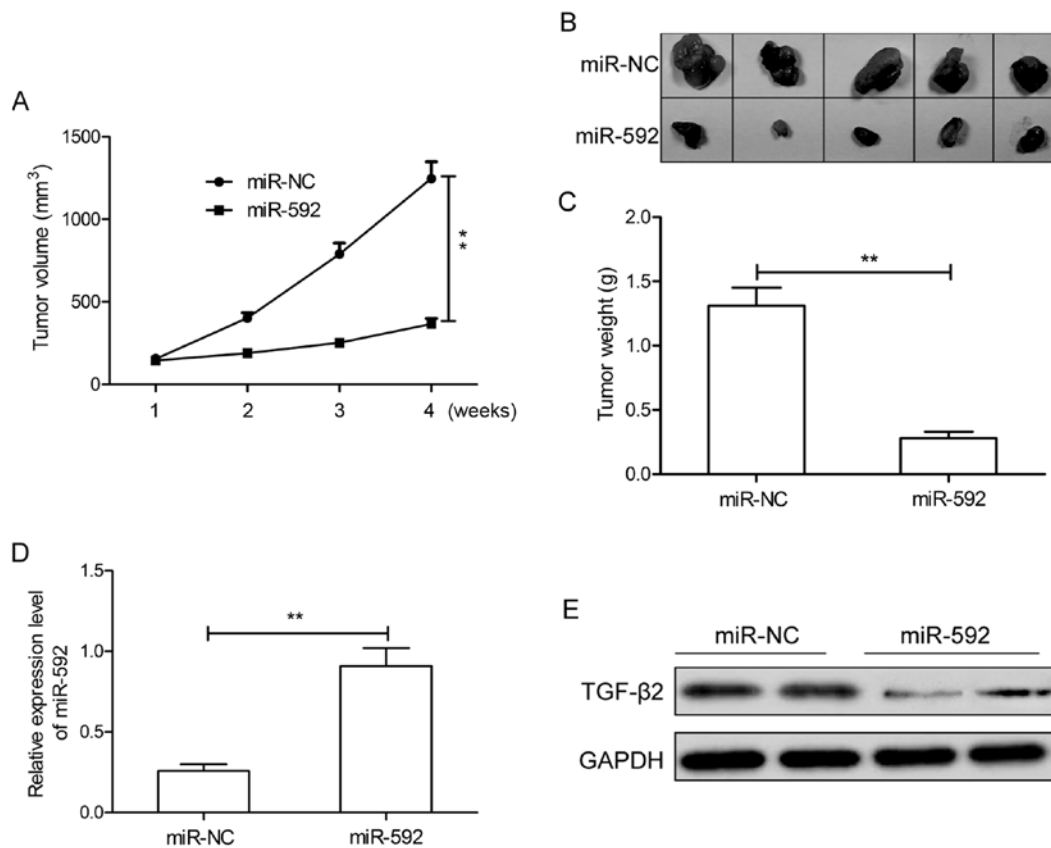 A
Tumor volume (mm³)
1500
1000
500
0
miR-NC
miR-592
**
1 2 3 4 (weeks)
B
miR-NC
miR-592
C
Tumor weight (g)
2.0
1.5
1.0
0.5
0.0
**
miR-NC miR-592
D
Relative expression level
of miR-592
1.5
1.0
0.5
0.0
**
miR-NC miR-592
E
miR-NC miR-592
TGF-β2
GAPDH